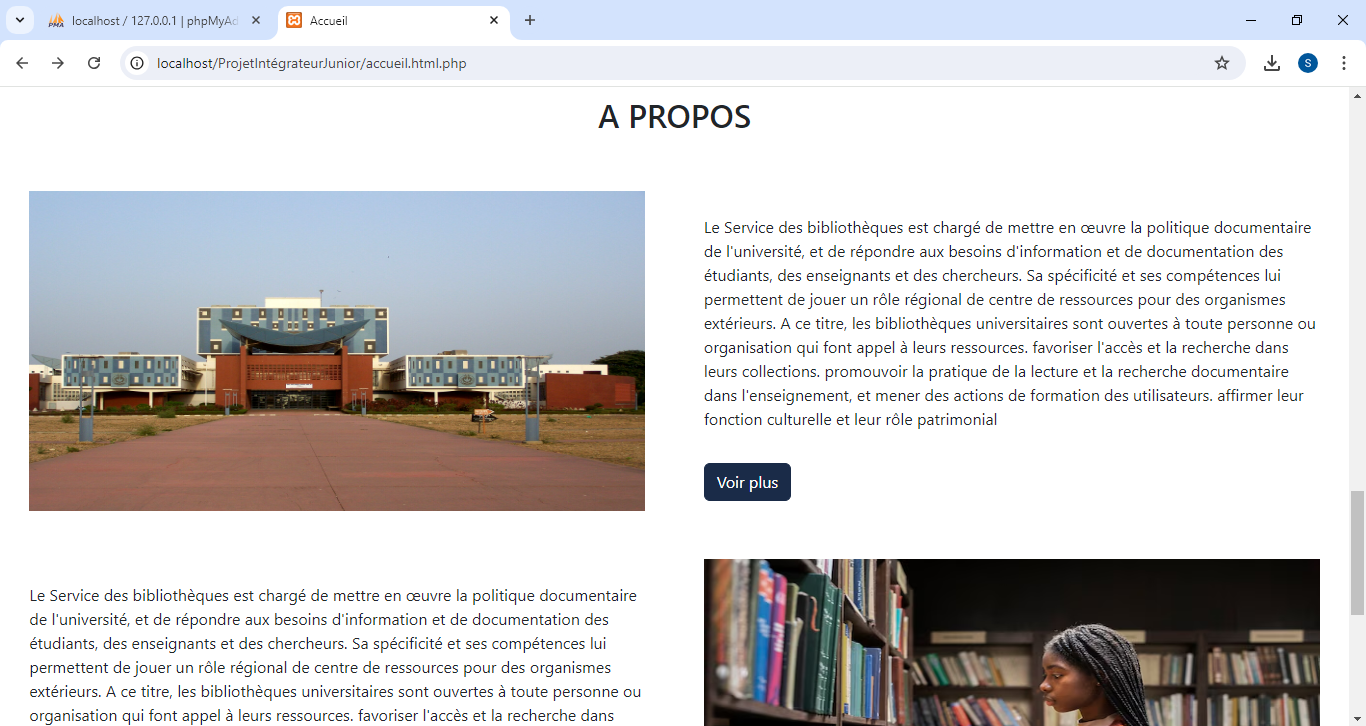 localhost / 127.0.0.1 | phpMyAd
Accueil
localhost/ProjetIntégrateurJunior/accueil.html.php
S
A PROPOS
Le Service des bibliothèques est chargé de mettre en œuvre la politique documentaire
de l'université, et de répondre aux besoins d'information et de documentation des
étudiants, des enseignants et des chercheurs. Sa spécificité et ses compétences lui
permettent de jouer un rôle régional de centre de ressources pour des organismes
extérieurs. A ce titre, les bibliothèques universitaires sont ouvertes à toute personne ou
organisation qui font appel à leurs ressources. favoriser l'accès et la recherche dans
leurs collections. promouvoir la pratique de la lecture et la recherche documentaire
dans l'enseignement, et mener des actions de formation des utilisateurs. affirmer leur
fonction culturelle et leur rôle patrimonial
Voir plus
Le Service des bibliothèques est chargé de mettre en œuvre la politique documentaire
de l'université, et de répondre aux besoins d'information et de documentation des
étudiants, des enseignants et des chercheurs. Sa spécificité et ses compétences lui
permettent de jouer un rôle régional de centre de ressources pour des organismes
extérieurs. A ce titre, les bibliothèques universitaires sont ouvertes à toute personne ou
organisation qui font appel à leurs ressources. favoriser l'accès et la recherche dans